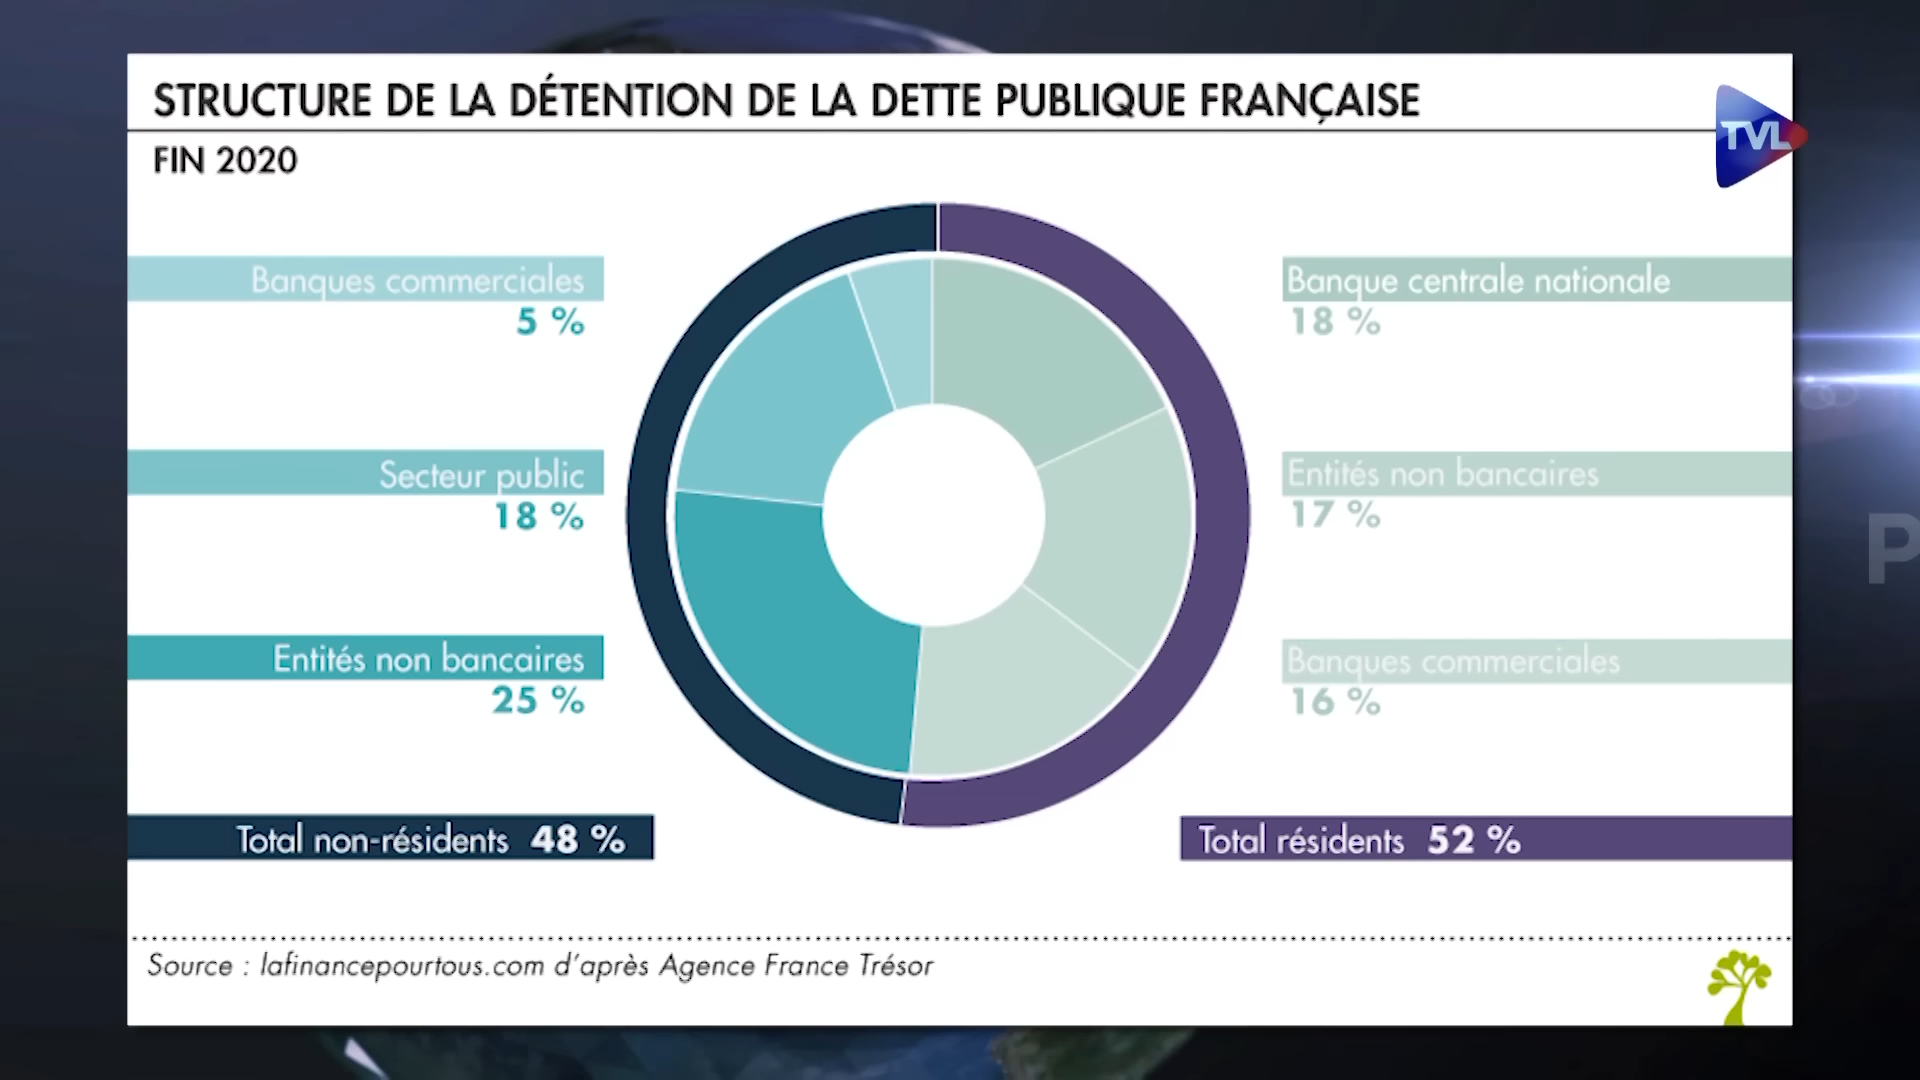 STRUCTURE DE LA DÉTENTION DE LA DETTE PUBLIQUE FRANÇAISE
TVL
FIN 2020
Banques commerciales
5 %
Secteur public
18 %
Entités non bancaires
25 %
Total non-résidents 48 %
Banque centrale nationale
18 %
Entités non bancaires
17 %
Banques commerciales
16 %
Total résidents 52 %
P
Source : lafinancepourtous.com d'après Agence France Trésor